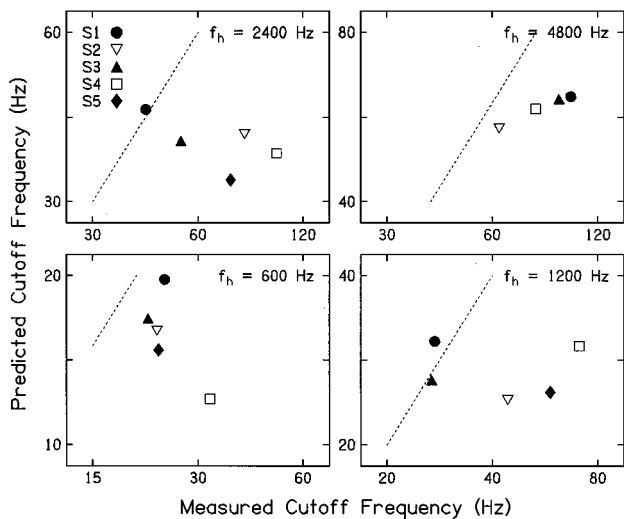 60
S1
S2
S3
S4
S5
f_h = 2400 Hz
30
30 60 120
80
f_h = 4800 Hz
40
30 60 120
20
f_h = 600 Hz
10
15 30 60
40
f_h = 1200 Hz
20
20 40 80
Predicted Cutoff Frequency (Hz)
Measured Cutoff Frequency (Hz)